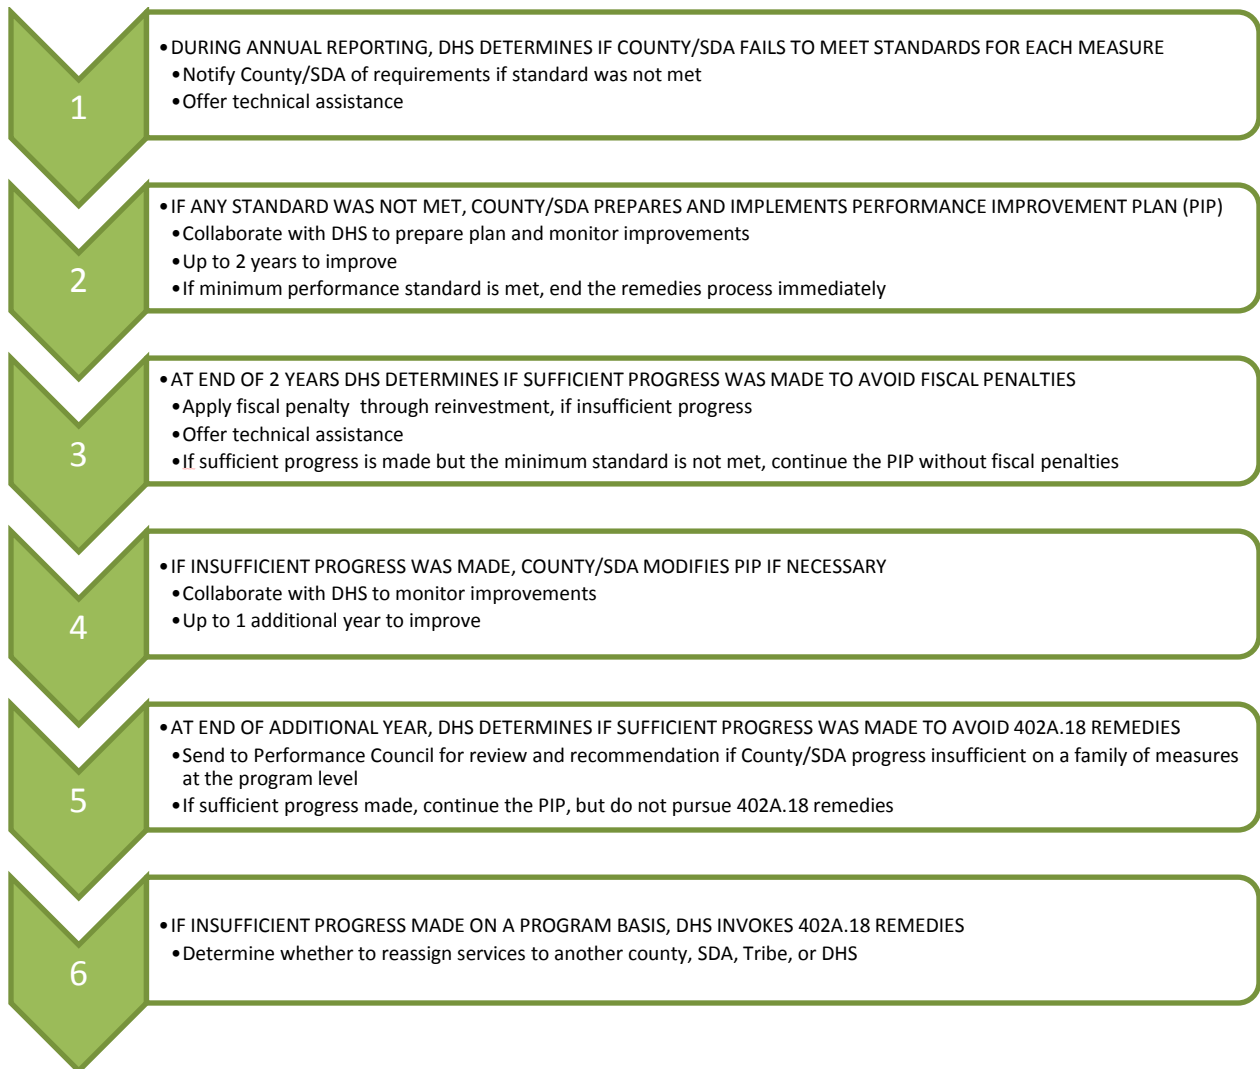 1
•DURING ANNUAL REPORTING, DHS DETERMINES IF COUNTY/SDA FAILS TO MEET STANDARDS FOR EACH MEASURE
•Notify County/SDA of requirements if standard was not met
•Offer technical assistance
2
•IF ANY STANDARD WAS NOT MET, COUNTY/SDA PREPARES AND IMPLEMENTS PERFORMANCE IMPROVEMENT PLAN (PIP)
•Collaborate with DHS to prepare plan and monitor improvements
•Up to 2 years to improve
•If minimum performance standard is met, end the remedies process immediately
3
•AT END OF 2 YEARS DHS DETERMINES IF SUFFICIENT PROGRESS WAS MADE TO AVOID FISCAL PENALTIES
•Apply fiscal penalty  through reinvestment, if insufficient progress
•Offer technical assistance
•If sufficient progress is made but the minimum standard is not met, continue the PIP without fiscal penalties
4
•IF INSUFFICIENT PROGRESS WAS MADE, COUNTY/SDA MODIFIES PIP IF NECESSARY
•Collaborate with DHS to monitor improvements
•Up to 1 additional year to improve
5
•AT END OF ADDITIONAL YEAR, DHS DETERMINES IF SUFFICIENT PROGRESS WAS MADE TO AVOID 402A.18 REMEDIES
•Send to Performance Council for review and recommendation if County/SDA progress insufficient on a family of measures
at the program level
•If sufficient progress made, continue the PIP, but do not pursue 402A.18 remedies
6
•IF INSUFFICIENT PROGRESS MADE ON A PROGRAM BASIS, DHS INVOKES 402A.18 REMEDIES
•Determine whether to reassign services to another county, SDA, Tribe, or DHS